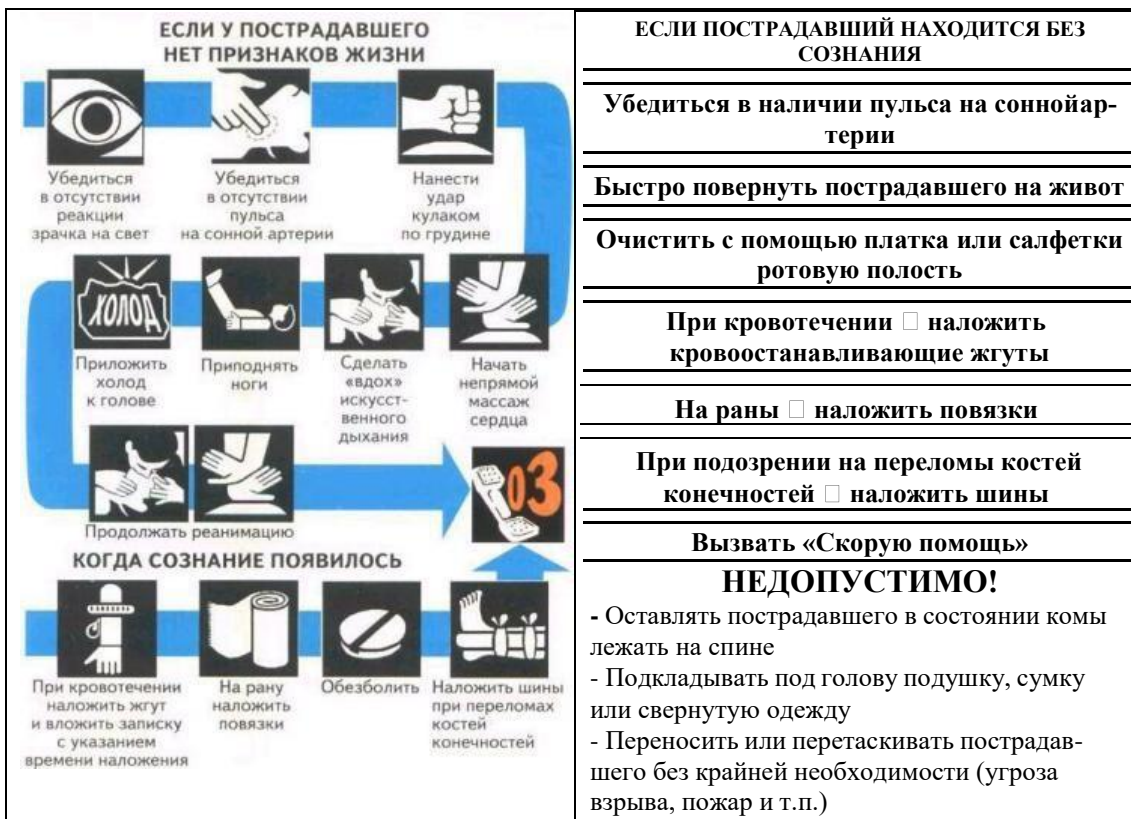 ЕСЛИ У ПОСТРАДАВШЕГО
НЕТ ПРИЗНАКОВ ЖИЗНИ
Убедиться
в отсутствии
реакции
зрачка на свет
Убедиться
в отсутствии
пульса
на сонной артерии
Нанести
удар
кулаком
по грудине
ХОЛОД
Приложить
холод
к голове
Приподнять
ноги
Сделать
«вдох»
искусст-
венного
дыхания
Начать
непрямой
массаж
сердца
Продолжать реанимацию
03
КОГДА СОЗНАНИЕ ПОЯВИЛОСЬ
При кровотечении
наложить жгут
и вложить записку
с указанием
времени наложения
На рану
наложить
повязки
Обезболить
Наложить шины
при переломах
костей
конечностей
ЕСЛИ ПОСТРАДАВШИЙ НАХОДИТСЯ БЕЗ
СОЗНАНИЯ
Убедиться в наличии пульса на соннойар-
терии
Быстро повернуть пострадавшего на живот
Очистить с помощью платка или салфетки
ротовую полость
При кровотечении □ наложить
кровоостанавливающие жгуты
На раны □ наложить повязки
При подозрении на переломы костей
конечностей □ наложить шины
Вызвать «Скорую помощь»
НЕДОПУСТИМО!
- Оставлять пострадавшего в состоянии комы
лежать на спине
- Подкладывать под голову подушку, сумку
или свернутую одежду
- Переносить или перетаскивать пострадав-
шего без крайней необходимости (угроза
взрыва, пожар и т.п.)